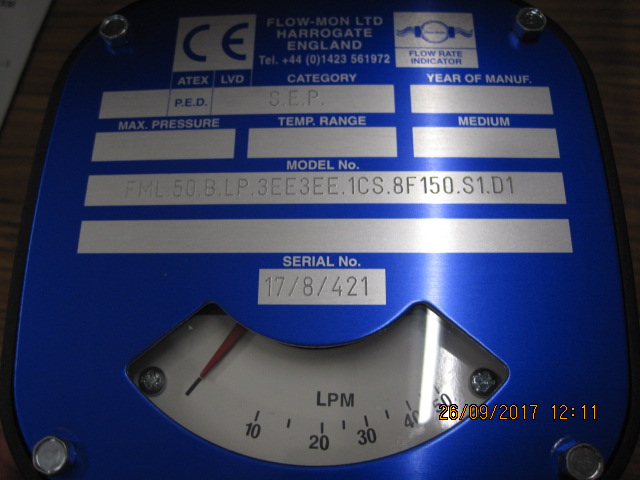 CE
FLOW-MON LTD
HARROGATE
ENGLAND
Tel. +44 (0)1423 561972
FLOW RATE
INDICATOR
ATEX LVD
P.E.D.
CATEGORY
S.E.P.
YEAR OF MANUF.
MAX. PRESSURE
TEMP. RANGE
MEDIUM
MODEL No.
FML.50.B.LP.3EE3EE.1CS.8F150.S1.D1
SERIAL No.
17/8/421
LPM
10 20 30 40 50
26/09/2017 12:11